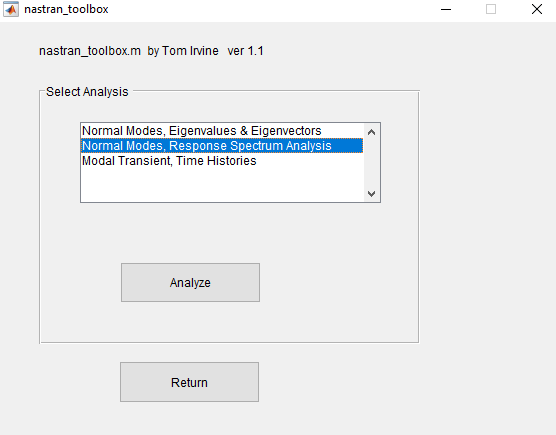 nastran_toolbox
nastran_toolbox.m  by Tom Irvine   ver 1.1
Select Analysis
Normal Modes, Eigenvalues & Eigenvectors
Normal Modes, Response Spectrum Analysis
Modal Transient, Time Histories
Analyze
Return